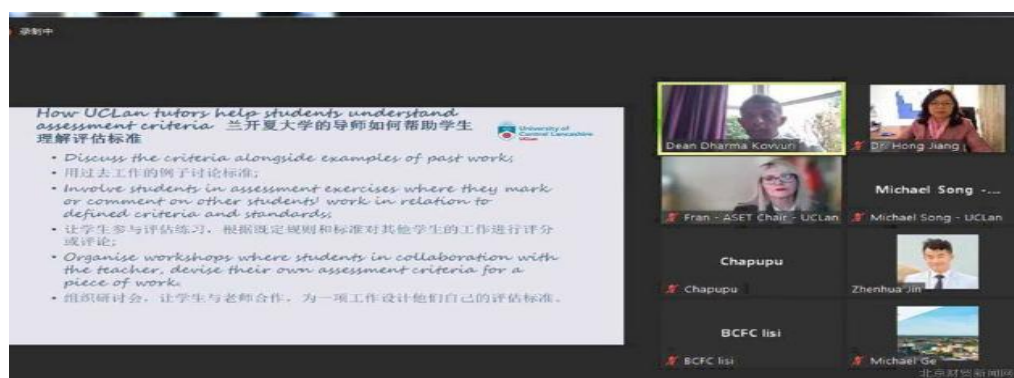 录制中
How UCLan tutors help students understand
assessment criteria 兰开夏大学的导师如何帮助学生
理解评估标准
University of
Central Lancashire
UCLan
• Discuss the criteria alongside examples of past work;
• 用过去工作的例子讨论标准;
• Involve students in assessment exercises where they mark
or comment on other students' work in relation to
defined criteria and standards;
• 让学生参与评估练习，根据既定规则和标准对其他学生的工作进行评分
或评论;
• Organise workshops where students in collaboration with
the teacher, devise their own assessment criteria for a
piece of work.
• 组织研讨会，让学生与老师合作，为一项工作设计他们自己的评估标准。
Dean Dharma Kovvuri
Dr. Hong Jiang
Fran - ASET Chair - UCLan
Michael Song -...
Michael Song - UCLan
Chapupu
Chapupu
Zhenhua Jin
BCFC lisi
BCFC lisi
Michael Ge
北京财贸新闻网